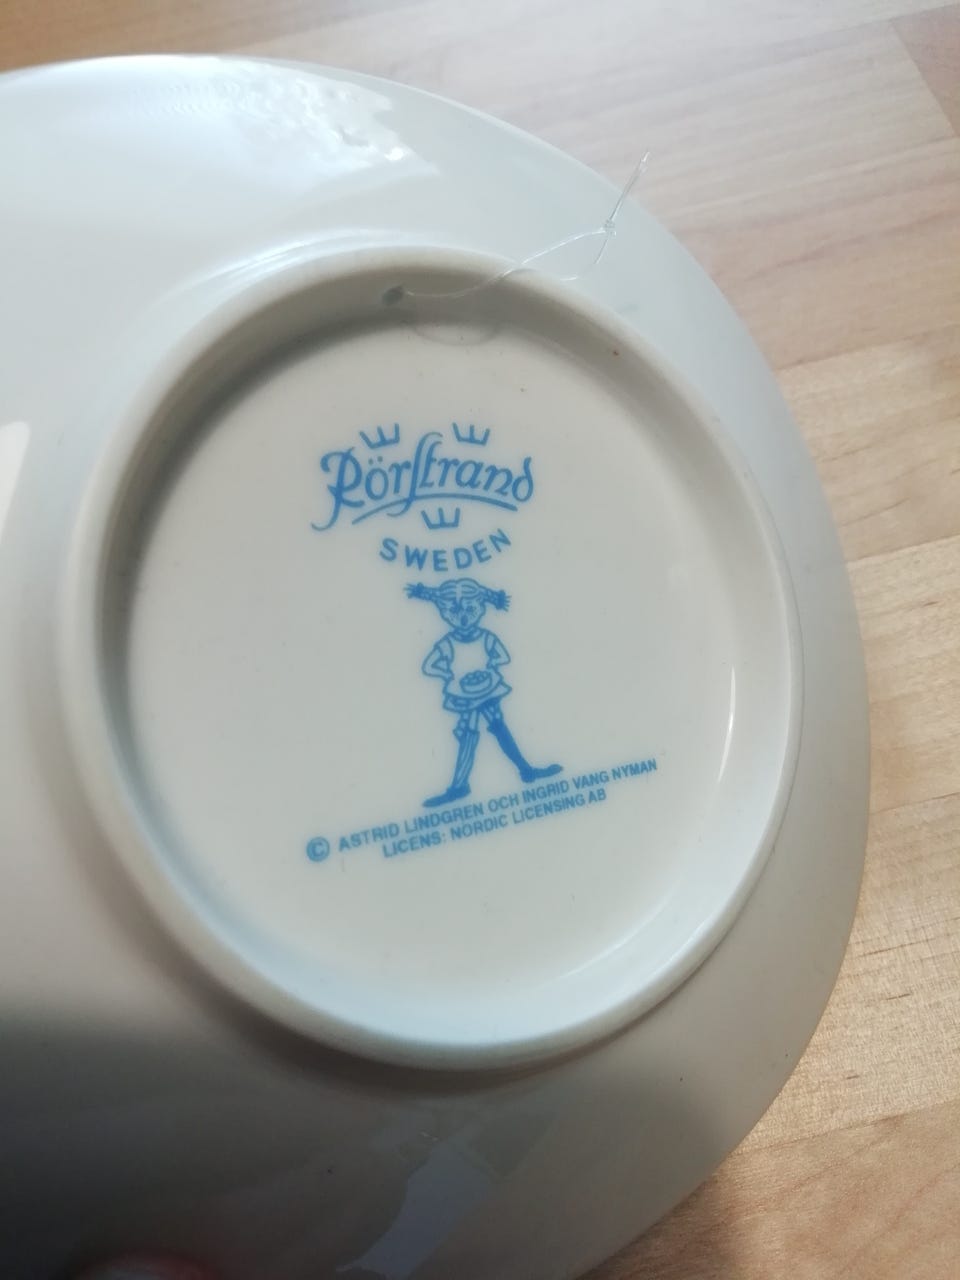 Rörstrand
SWEDEN
© ASTRID LINDGREN OCH INGRID VANG NYMAN
LICENS: NORDIC LICENSING AB